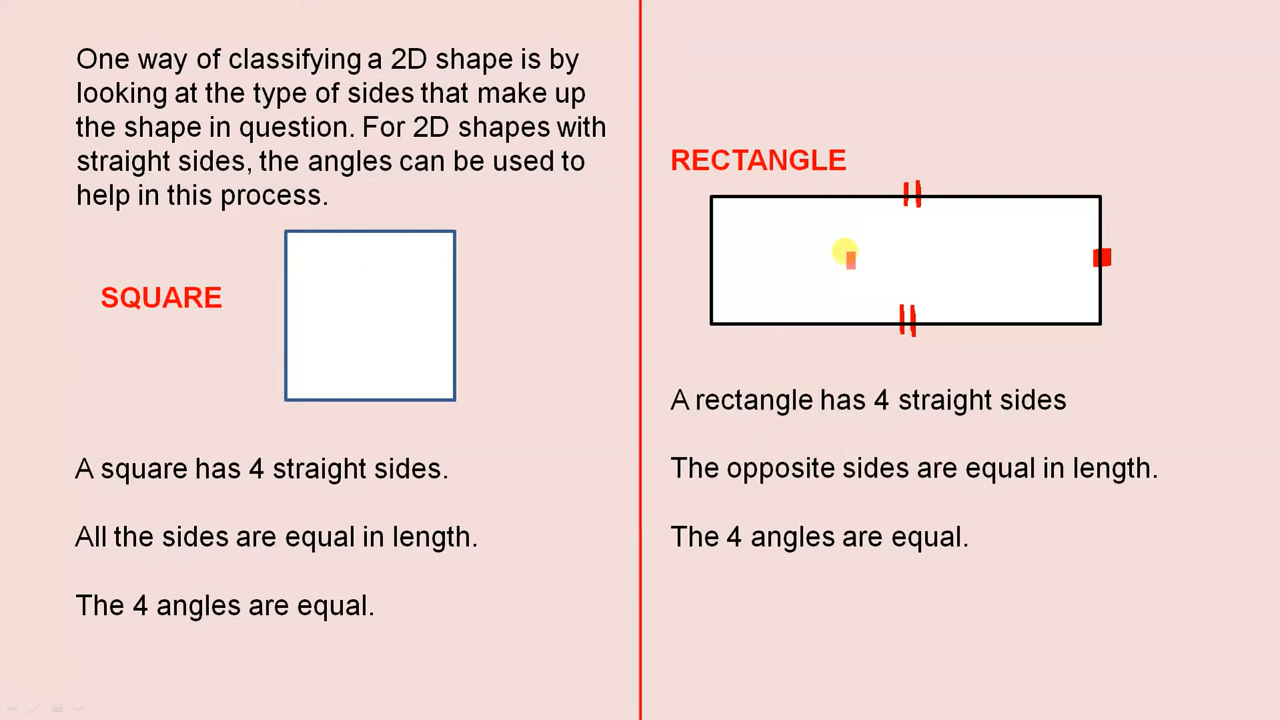 One way of classifying a 2D shape is by
looking at the type of sides that make up
the shape in question. For 2D shapes with
straight sides, the angles can be used to
help in this process.
SQUARE
A square has 4 straight sides.
All the sides are equal in length.
The 4 angles are equal.
RECTANGLE
A rectangle has 4 straight sides
The opposite sides are equal in length.
The 4 angles are equal.